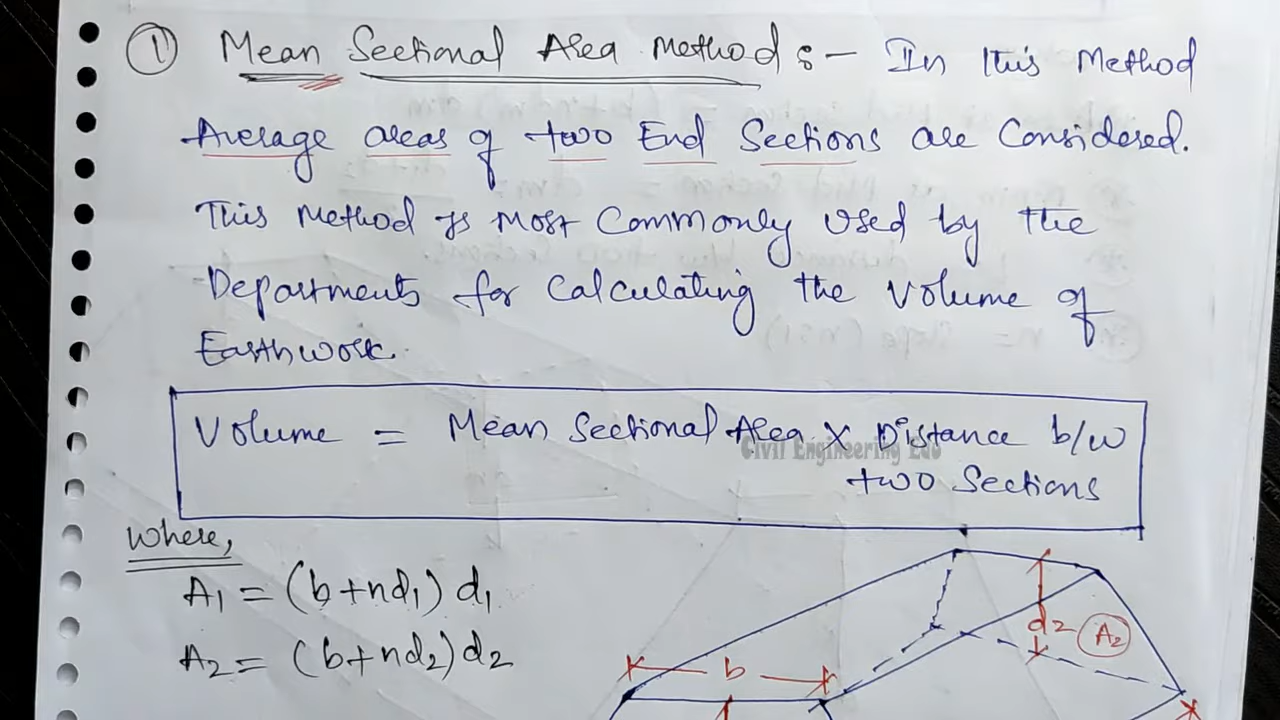 ① Mean Sectional Area Method :- In this Method
Average areas of two End Sections are Considered.
This Method is Most Commonly used by the
Departments for Calculating the Volume of
Earthwork.
Volume = Mean Sectional Area × Distance b/w
two Sections
Civil Engineering Edu
Where,
A₁ = (b+nd₁) d₁
A₂ = (b+nd₂) d₂
d₂ A₂
b